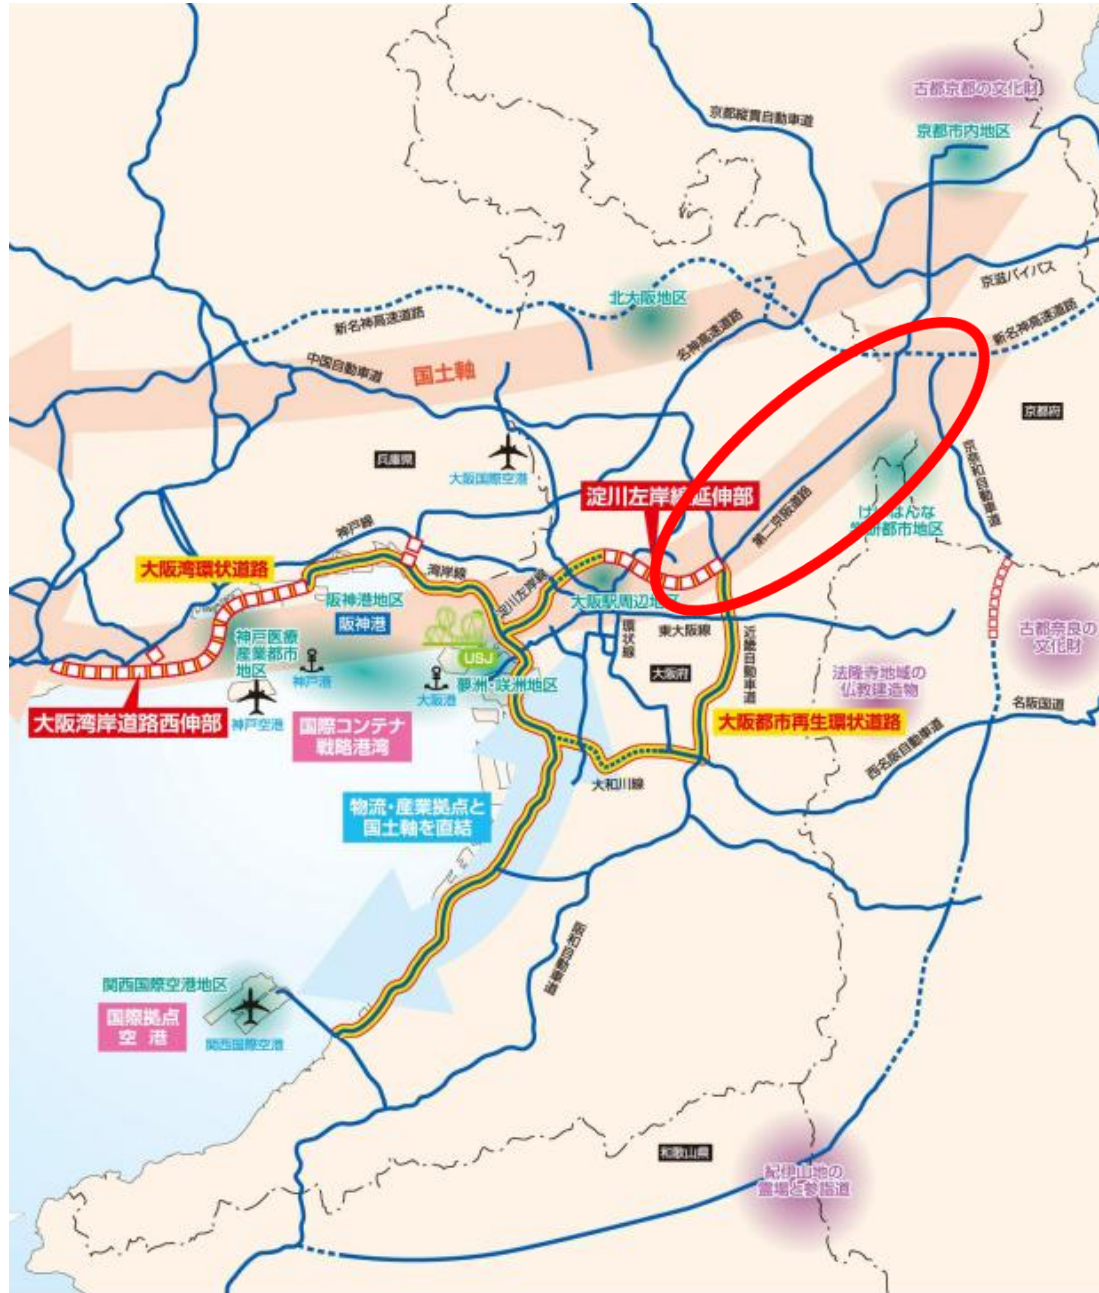 古都京都の文化財
京都縦貫自動車道
京都市内地区
京滋バイパス
北大阪地区
新名神高速道路
新名神高速道路
名神高速道路
中国自動車道
国土軸
京都府
兵庫県
大阪国際空港
京奈和自動車道
淀川左岸線延伸部
第二京阪道路
けいはんな
学研都市地区
神戸線
大阪湾環状道路
湾岸線
淀川左岸線
阪神港地区
大阪駅周辺地区
阪神港
環状線
東大阪線
近畿自動車道
古都奈良の
文化財
神戸医療
産業都市
地区
USJ
神戸港
大阪港
夢洲・咲洲地区
大阪府
法隆寺地域の
仏教建造物
名阪国道
大阪湾岸道路西伸部
神戸空港
国際コンテナ
戦略港湾
大阪都市再生環状道路
西名阪自動車道
大和川線
物流・産業拠点と
国土軸を直結
阪和自動車道
関西国際空港地区
国際拠点
空港
関西国際空港
和歌山県
紀伊山地の
霊場と参詣道